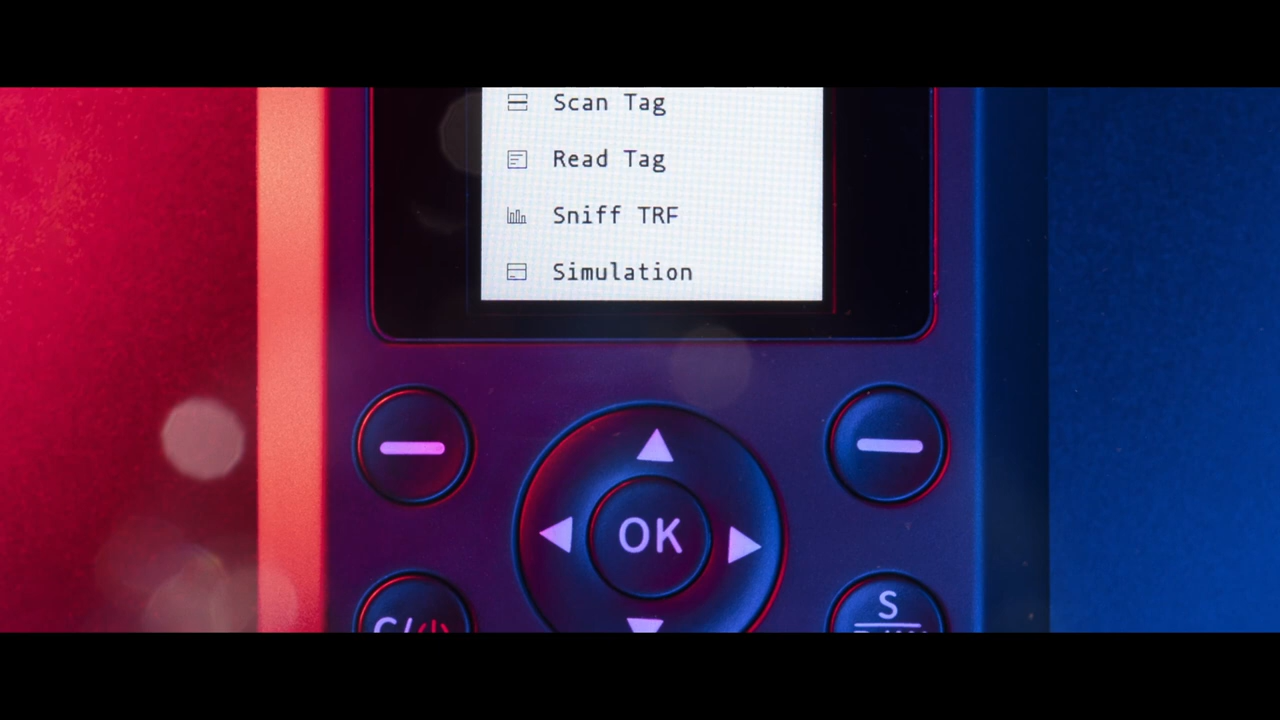 Scan Tag
Read Tag
Sniff TRF
Simulation
OK
C/
S